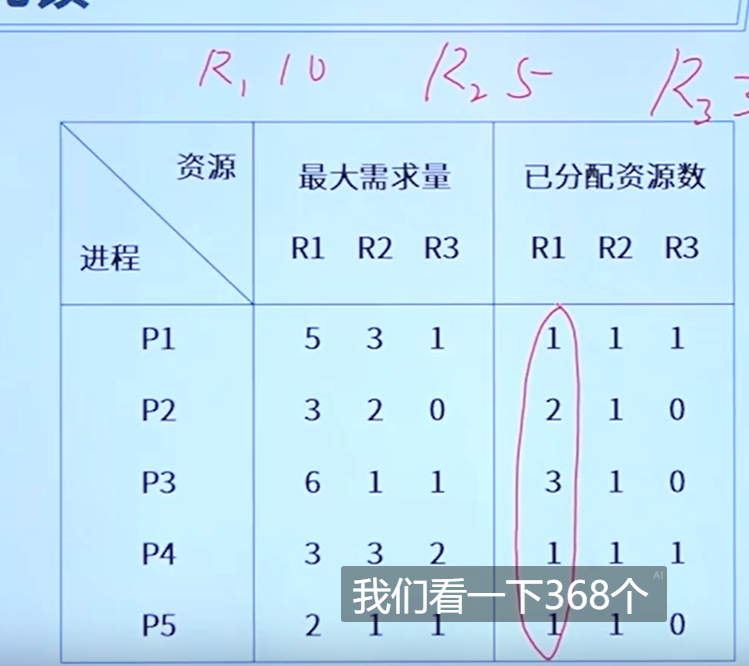 R₁ 10 R₂ 5 R₃
资源 最大需求量 已分配资源数
进程 R1 R2 R3 R1 R2 R3
P1 5 3 1 1 1 1
P2 3 2 0 2 1 0
P3 6 1 1 3 1 0
P4 3 3 2 1 1 1
我们看一下368个 AI
P5 2 1 1 1 1 0